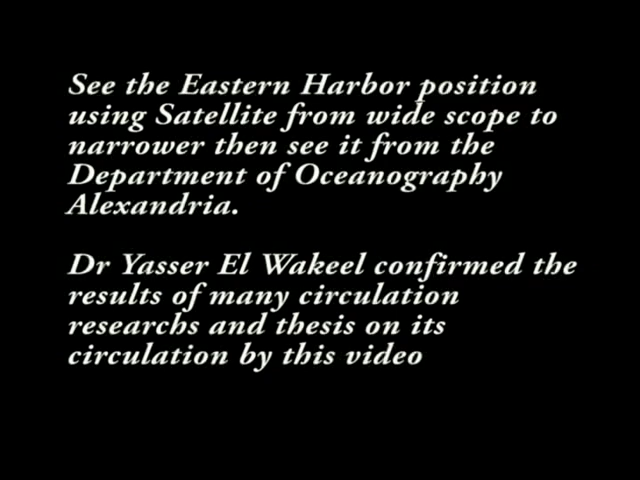 See the Eastern Harbor position
using Satellite from wide scope to
narrower then see it from the
Department of Oceanography
Alexandria.
Dr Yasser El Wakeel confirmed the
results of many circulation
researchs and thesis on its
circulation by this video